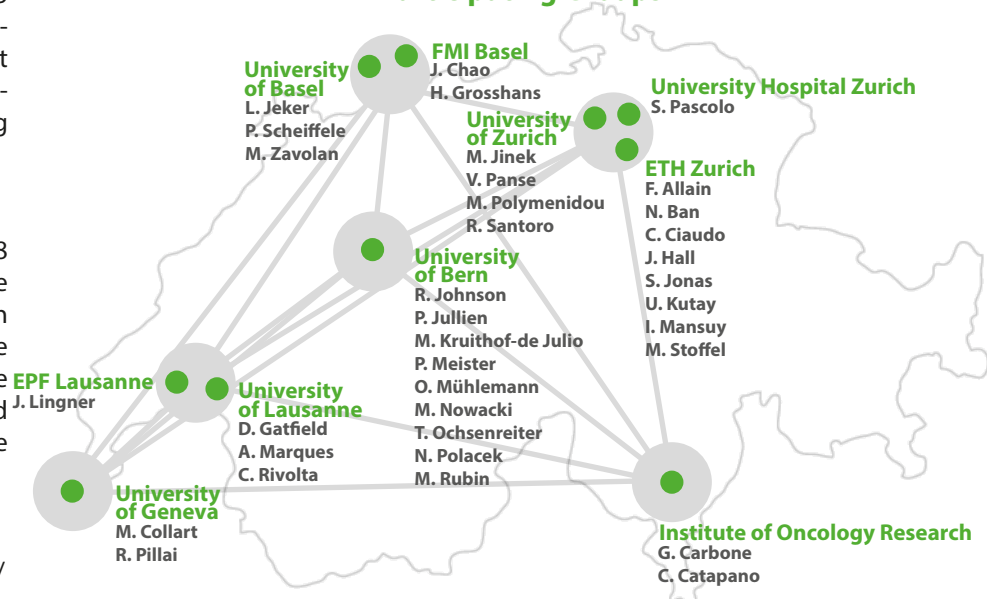 FMI Basel
J. Chao
H. Grosshans
University
of Basel
L. Jeker
P. Scheiffele
M. Zavolan
University Hospital Zurich
S. Pascolo
University
of Zurich
M. Jinek
V. Panse
M. Polymenidou
R. Santoro
ETH Zurich
F. Allain
N. Ban
C. Ciaudo
J. Hall
S. Jonas
U. Kutay
I. Mansuy
M. Stoffel
University
of Bern
R. Johnson
P. Jullien
M. Kruithof-de Julio
P. Meister
O. Mühlemann
M. Nowacki
T. Ochsenreiter
N. Polacek
M. Rubin
EPF Lausanne
J. Lingner
University
of Lausanne
D. Gatfield
A. Marques
C. Rivolta
University
of Geneva
M. Collart
R. Pillai
Institute of Oncology Research
G. Carbone
C. Catapano